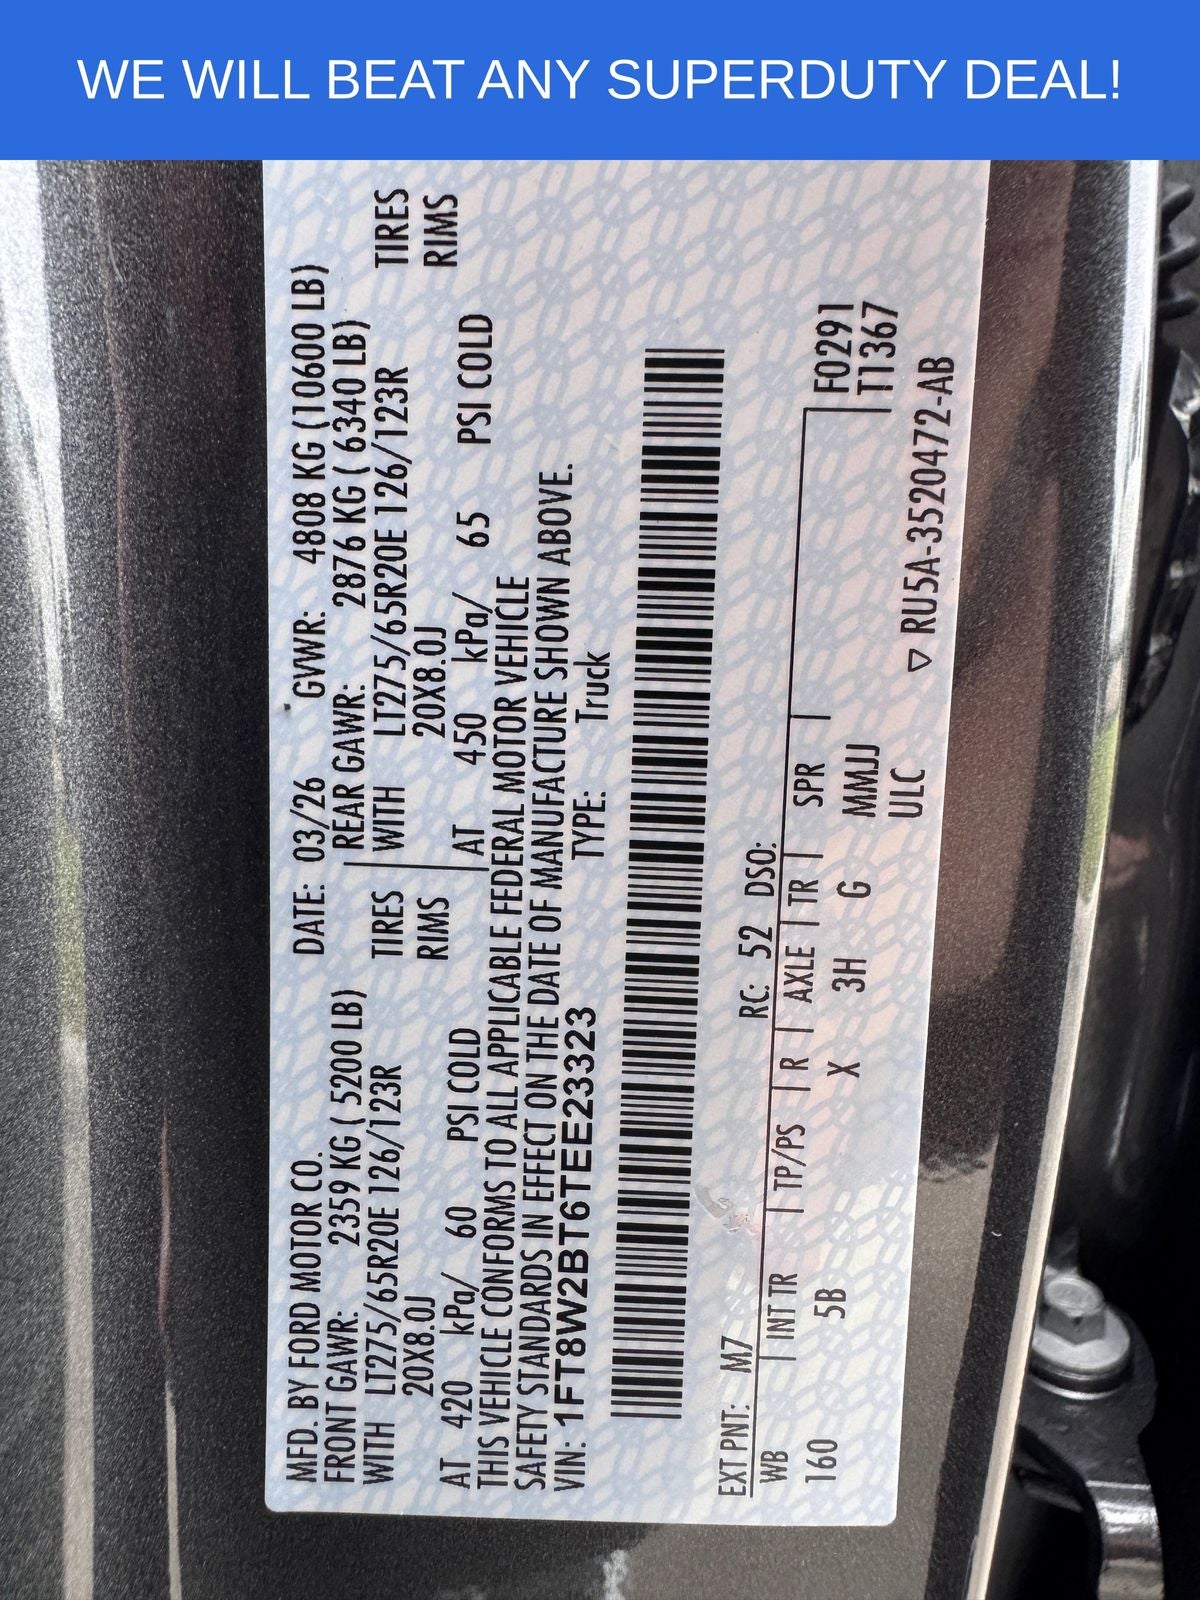 WE WILL BEAT ANY SUPERDUTY DEAL!
MFD. BY FORD MOTOR CO.
DATE: 03/26 GVWR: 4808 KG (10600 LB)
FRONT GAWR: 2359 KG ( 5200 LB)
REAR GAWR: 2876 KG ( 6340 LB)
WITH LT275/65R20E 126/123R TIRES
WITH LT275/65R20E 126/123R TIRES
20X8.0J RIMS
20X8.0J RIMS
AT 420 kPa/ 60 PSI COLD
AT 450 kPa/ 65 PSI COLD
THIS VEHICLE CONFORMS TO ALL APPLICABLE FEDERAL MOTOR VEHICLE
SAFETY STANDARDS IN EFFECT ON THE DATE OF MANUFACTURE SHOWN ABOVE.
VIN: 1FT8W2BT6TEE23323 TYPE: Truck
EXT PNT: M7 RC: 52 DSO:
WB INT TR TP/PS R AXLE TR SPR
160 5B X 3H G MMJJ
ULC
F0291
T1367
▽ RU5A-3520472-AB